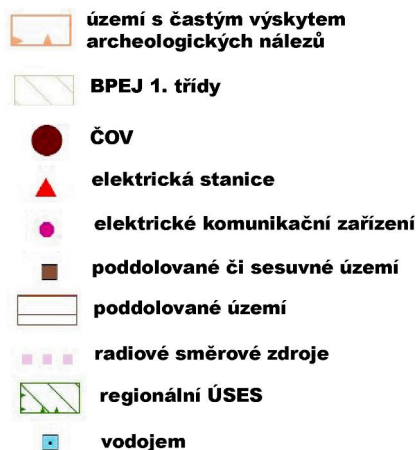 území s častým výskytem
archeologických nálezů
BPEJ 1. třídy
ČOV
elektrická stanice
elektrické komunikační zařízení
poddolované či sesuvné území
poddolované území
radiové směrové zdroje
regionální ÚSES
vodojem